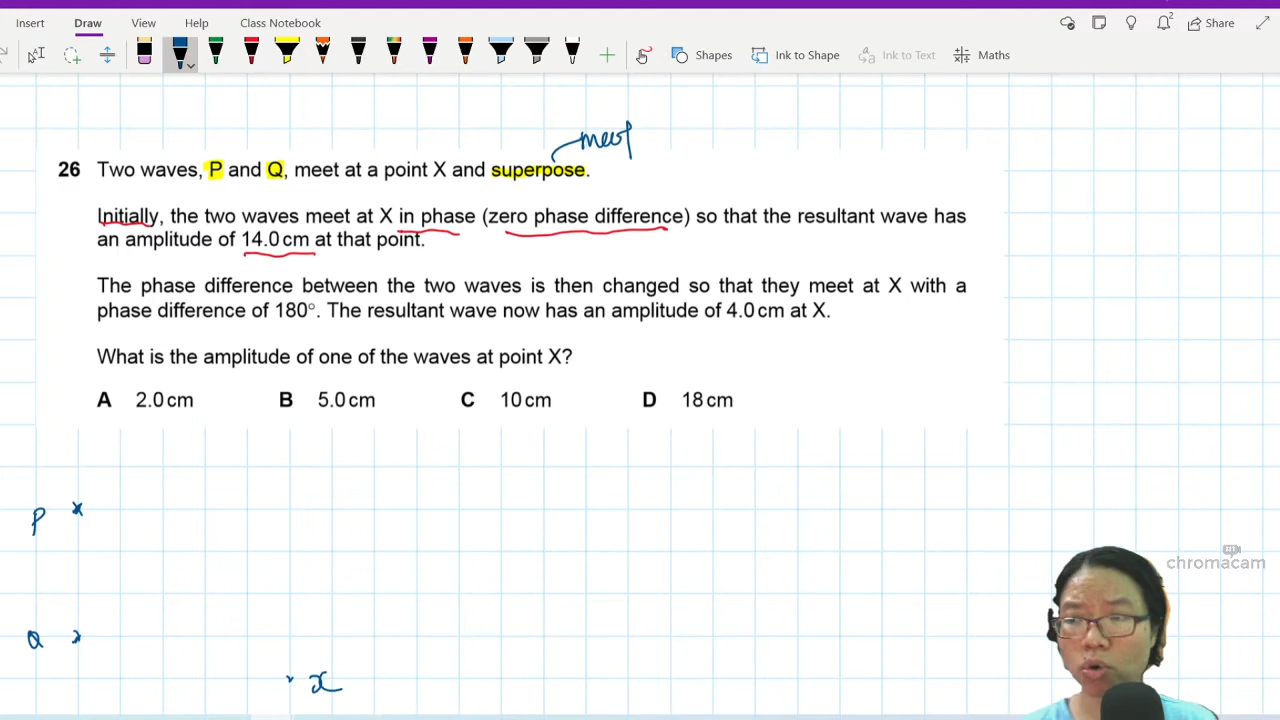 Insert Draw View Help Class Notebook Share
Shapes Ink to Shape Ink to Text Maths
meet
26 Two waves, P and Q, meet at a point X and superpose.
Initially, the two waves meet at X in phase (zero phase difference) so that the resultant wave has
an amplitude of 14.0 cm at that point.
The phase difference between the two waves is then changed so that they meet at X with a
phase difference of 180°. The resultant wave now has an amplitude of 4.0 cm at X.
What is the amplitude of one of the waves at point X?
A 2.0 cm B 5.0 cm C 10 cm D 18 cm
P ×
chromacam
Q ×
× x